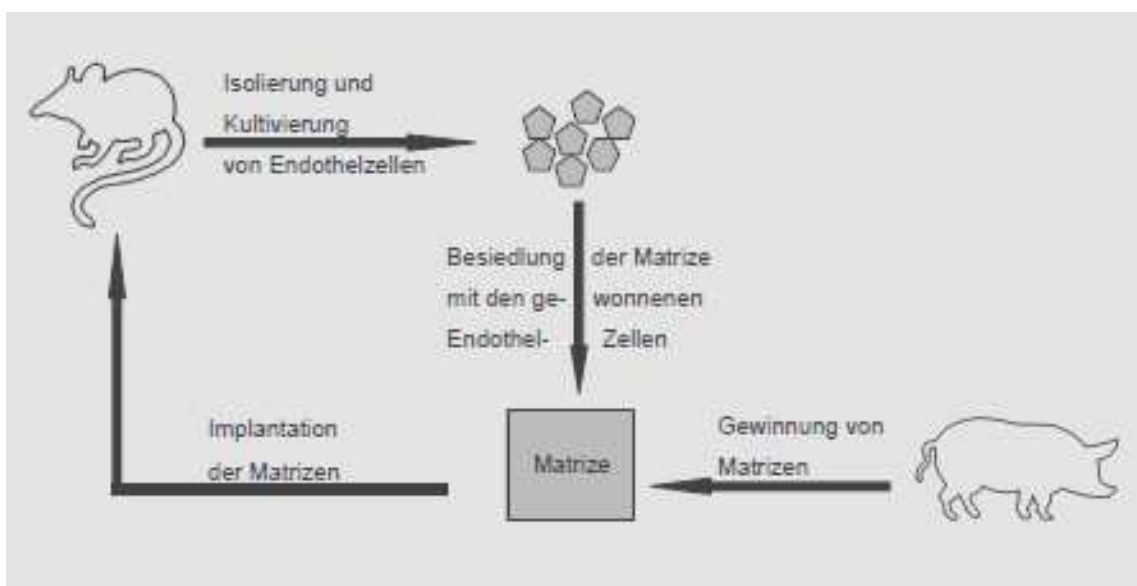 Isolierung und
Kultivierung
von Endothelzellen
Besiedlung der Matrize
mit den ge- wonnenen
Endothel- Zellen
Implantation
der Matrizen
Matrize
Gewinnung von
Matrizen